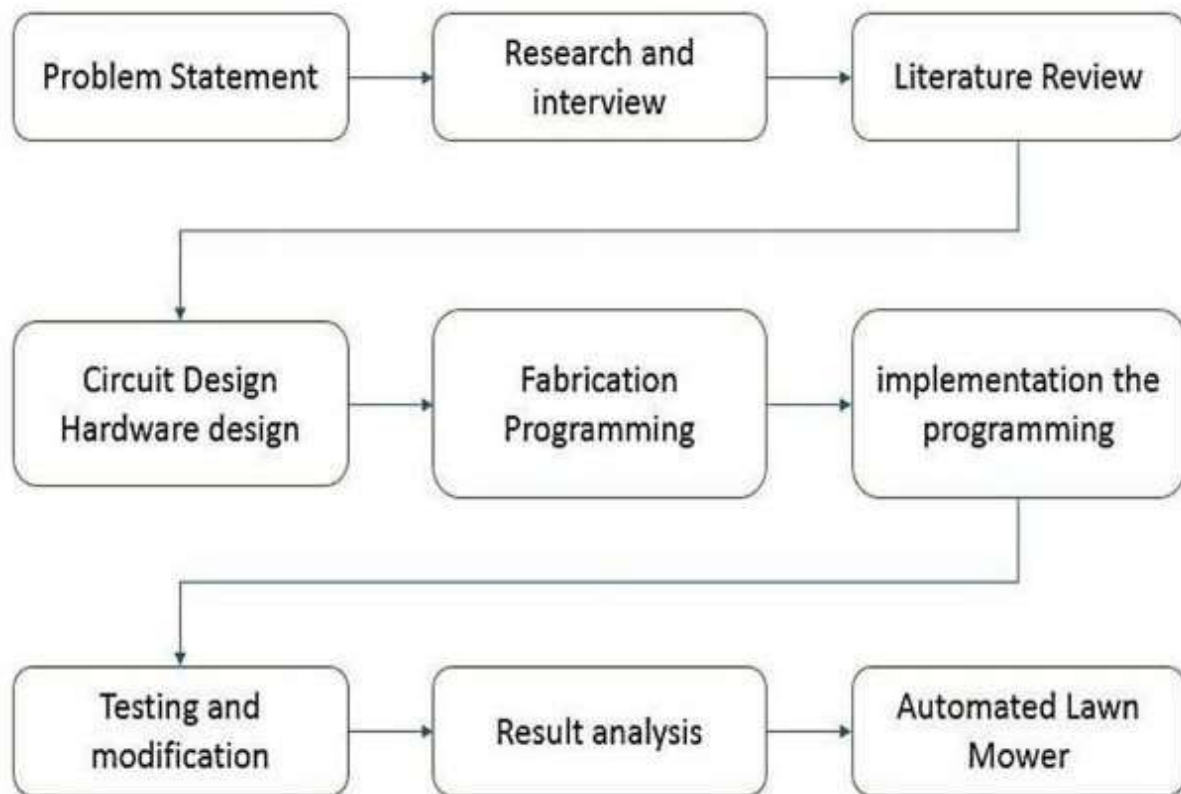 Problem Statement
Research and
interview
Literature Review
Circuit Design
Hardware design
Fabrication
Programming
implementation the
programming
Testing and
modification
Result analysis
Automated Lawn
Mower